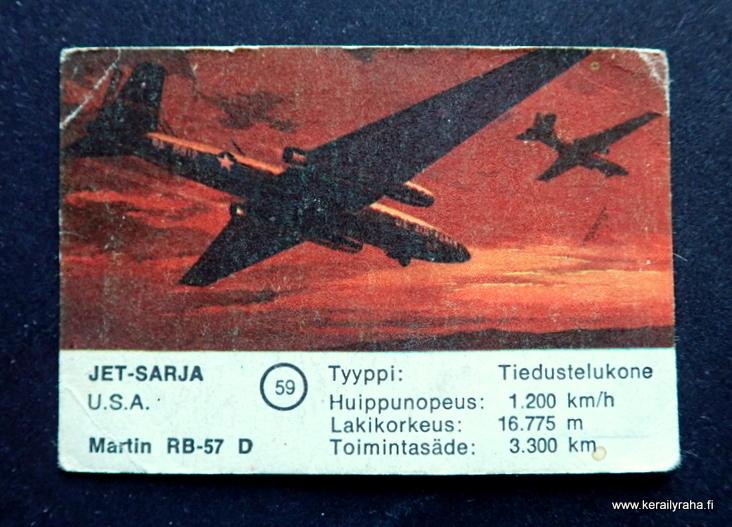 JET-SARJA
U.S.A.
Martin RB-57 D
59
Tyyppi: Tiedustelukone
Huippunopeus: 1.200 km/h
Lakikorkeus: 16.775 m
Toimintasäde: 3.300 km
www.kerailyraha.fi